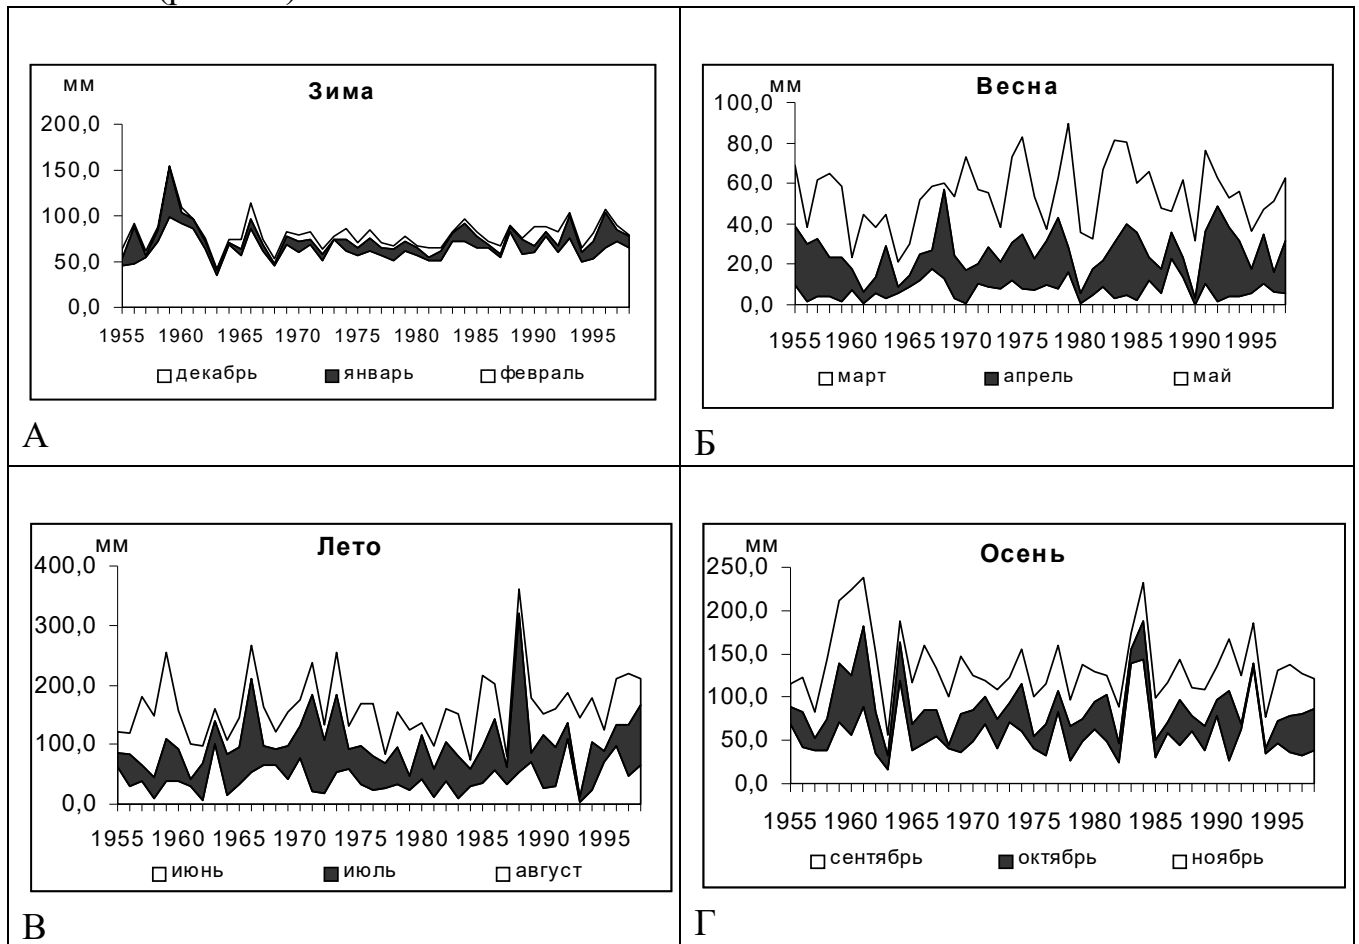 мм
Зима
200,0
150,0
100,0
50,0
0,0
1955 1960 1965 1970 1975 1980 1985 1990 1995
декабрь январь февраль
А
мм
Весна
100,0
80,0
60,0
40,0
20,0
0,0
1955 1960 1965 1970 1975 1980 1985 1990 1995
март апрель май
Б
мм
Лето
400,0
300,0
200,0
100,0
0,0
1955 1960 1965 1970 1975 1980 1985 1990 1995
июнь июль август
В
мм
Осень
250,0
200,0
150,0
100,0
50,0
0,0
1955 1960 1965 1970 1975 1980 1985 1990 1995
сентябрь октябрь ноябрь
Г